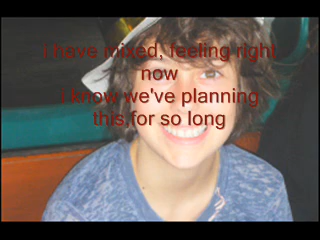 i have mixed, feeling right
now
i know we've planning
this,for so long